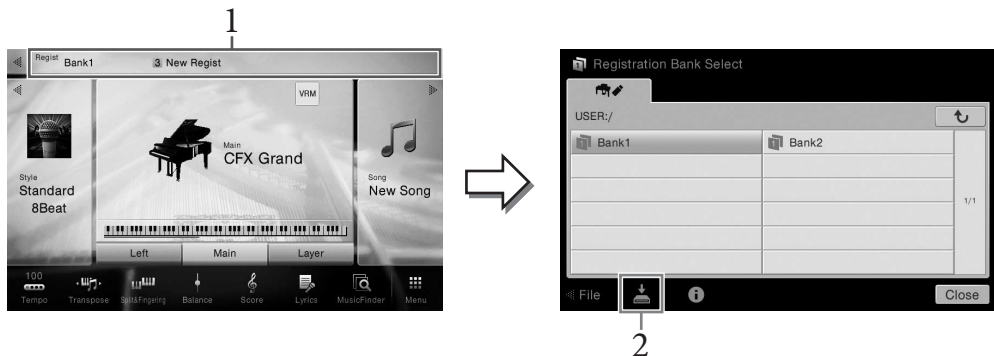 1
Regist Bank1 3 New Regist
VRM
Main
CFX Grand
Style
Standard
8Beat
Song
New Song
Left Main Layer
100
Tempo Transpose Split&Fingering Balance Score Lyrics MusicFinder Menu
Registration Bank Select
USER:/
Bank1 Bank2
1/1
File Close
2